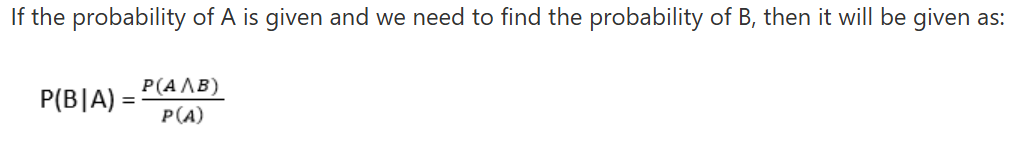 If the probability of A is given and we need to find the probability of B, then it will be given as:
P(B|A) = P(A⋀B) / P(A)